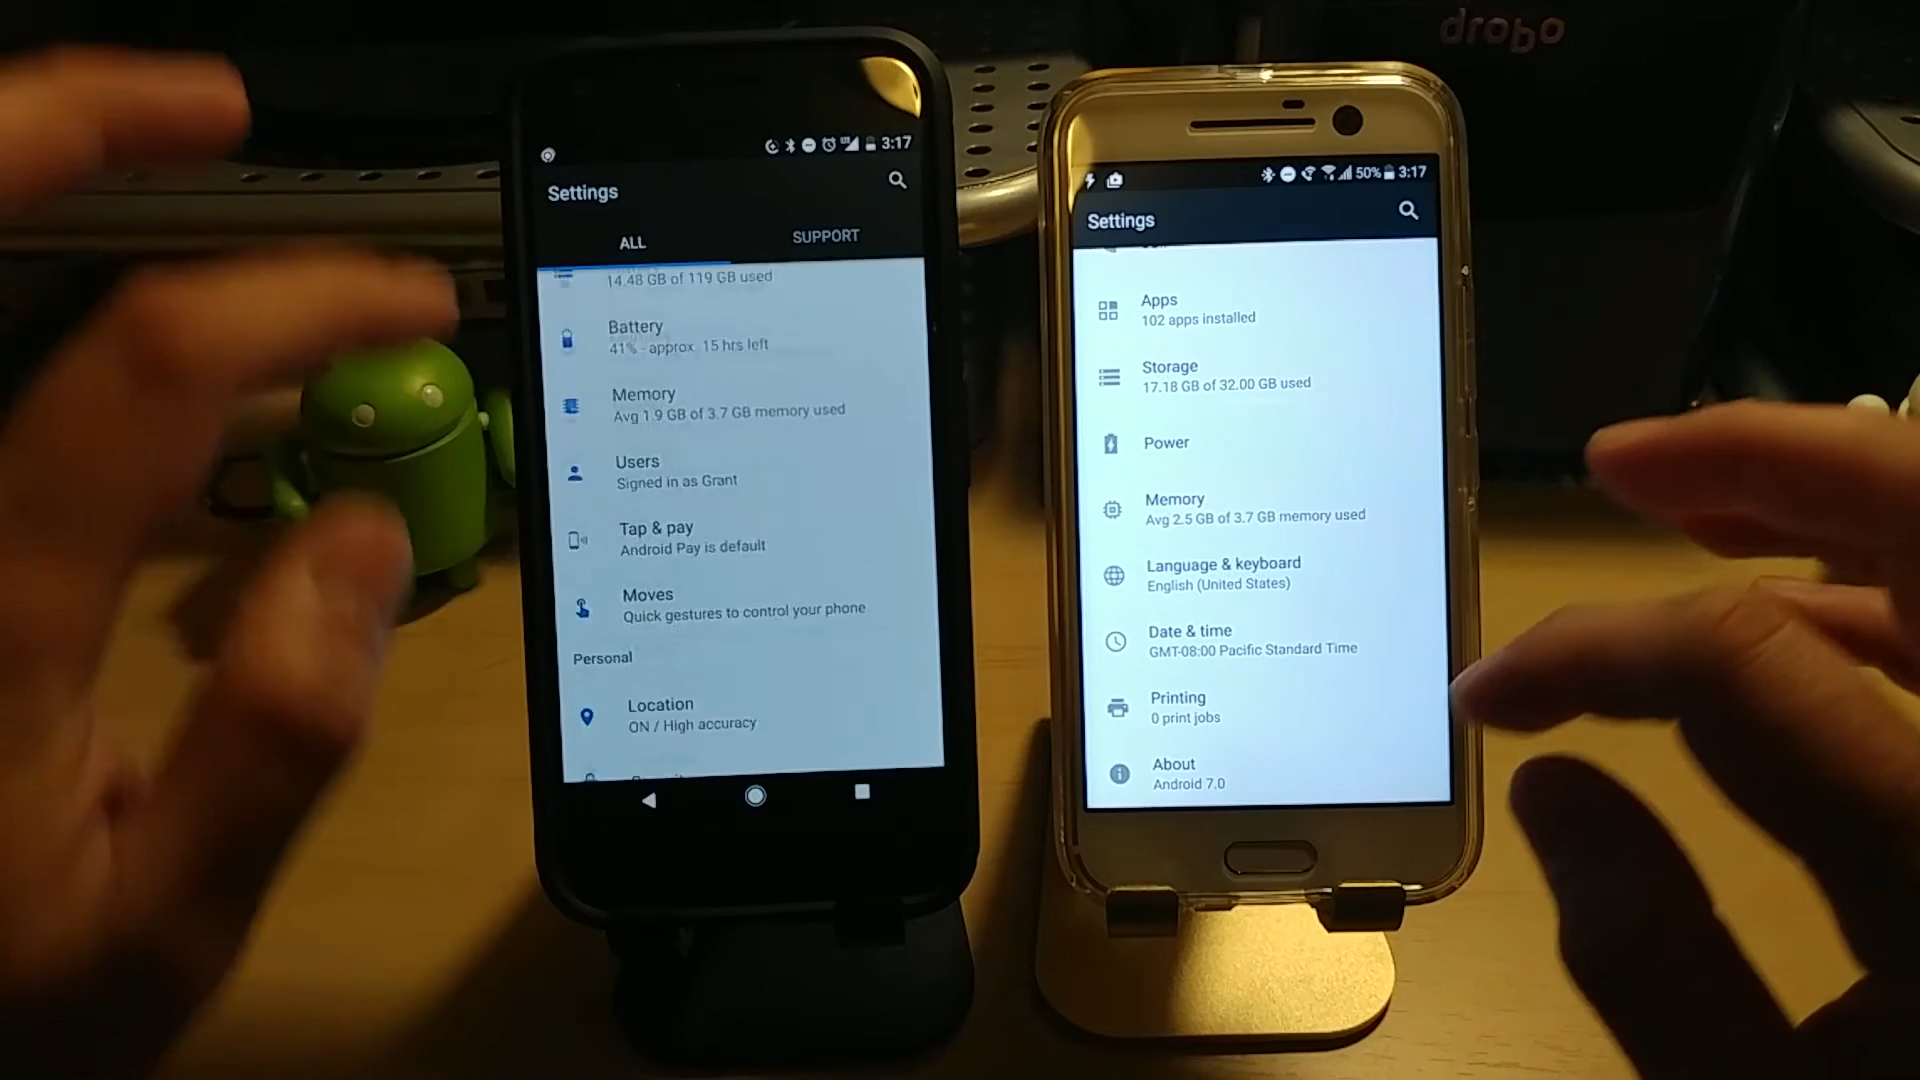 drobo
3:17
Settings
ALL
SUPPORT
14.48 GB of 119 GB used
Battery
41% - approx. 15 hrs left
Memory
Avg 1.9 GB of 3.7 GB memory used
Users
Signed in as Grant
Tap & pay
Android Pay is default
Moves
Quick gestures to control your phone
Personal
Location
ON / High accuracy
50% 3:17
Settings
Apps
102 apps installed
Storage
17.18 GB of 32.00 GB used
Power
Memory
Avg 2.5 GB of 3.7 GB memory used
Language & keyboard
English (United States)
Date & time
GMT-08:00 Pacific Standard Time
Printing
0 print jobs
About
Android 7.0